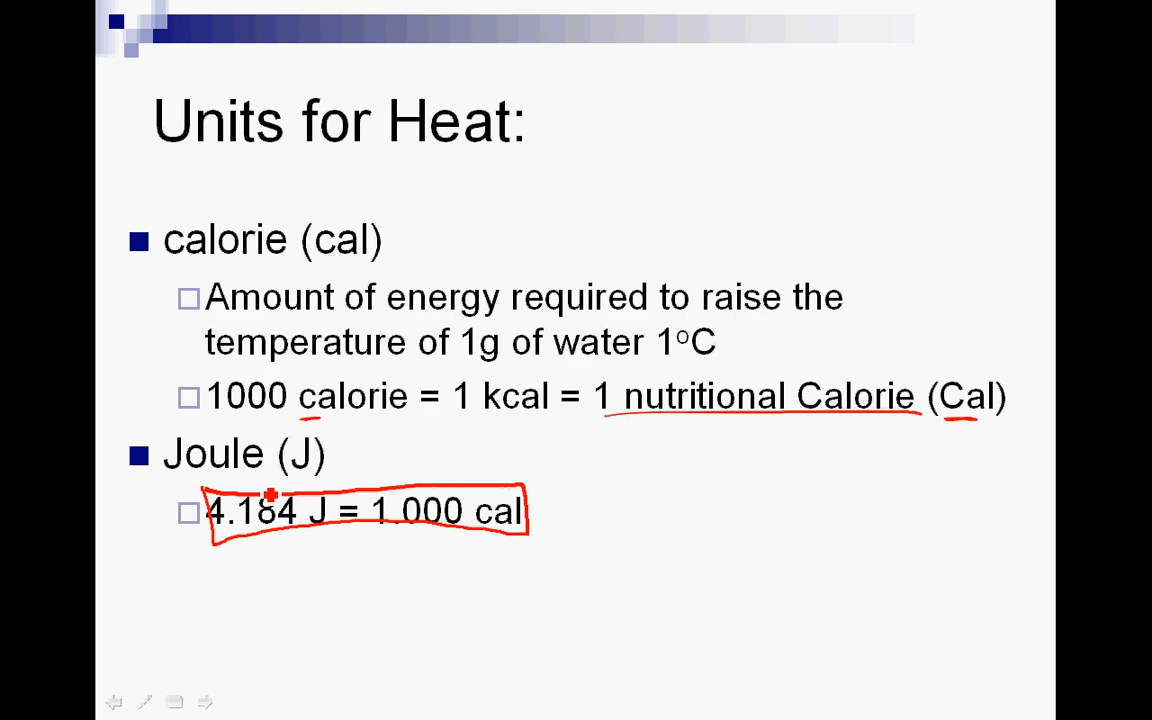 Units for Heat:
calorie (cal)
Amount of energy required to raise the
temperature of 1g of water 1°C
1000 calorie = 1 kcal = 1 nutritional Calorie (Cal)
Joule (J)
4.184 J = 1.000 cal